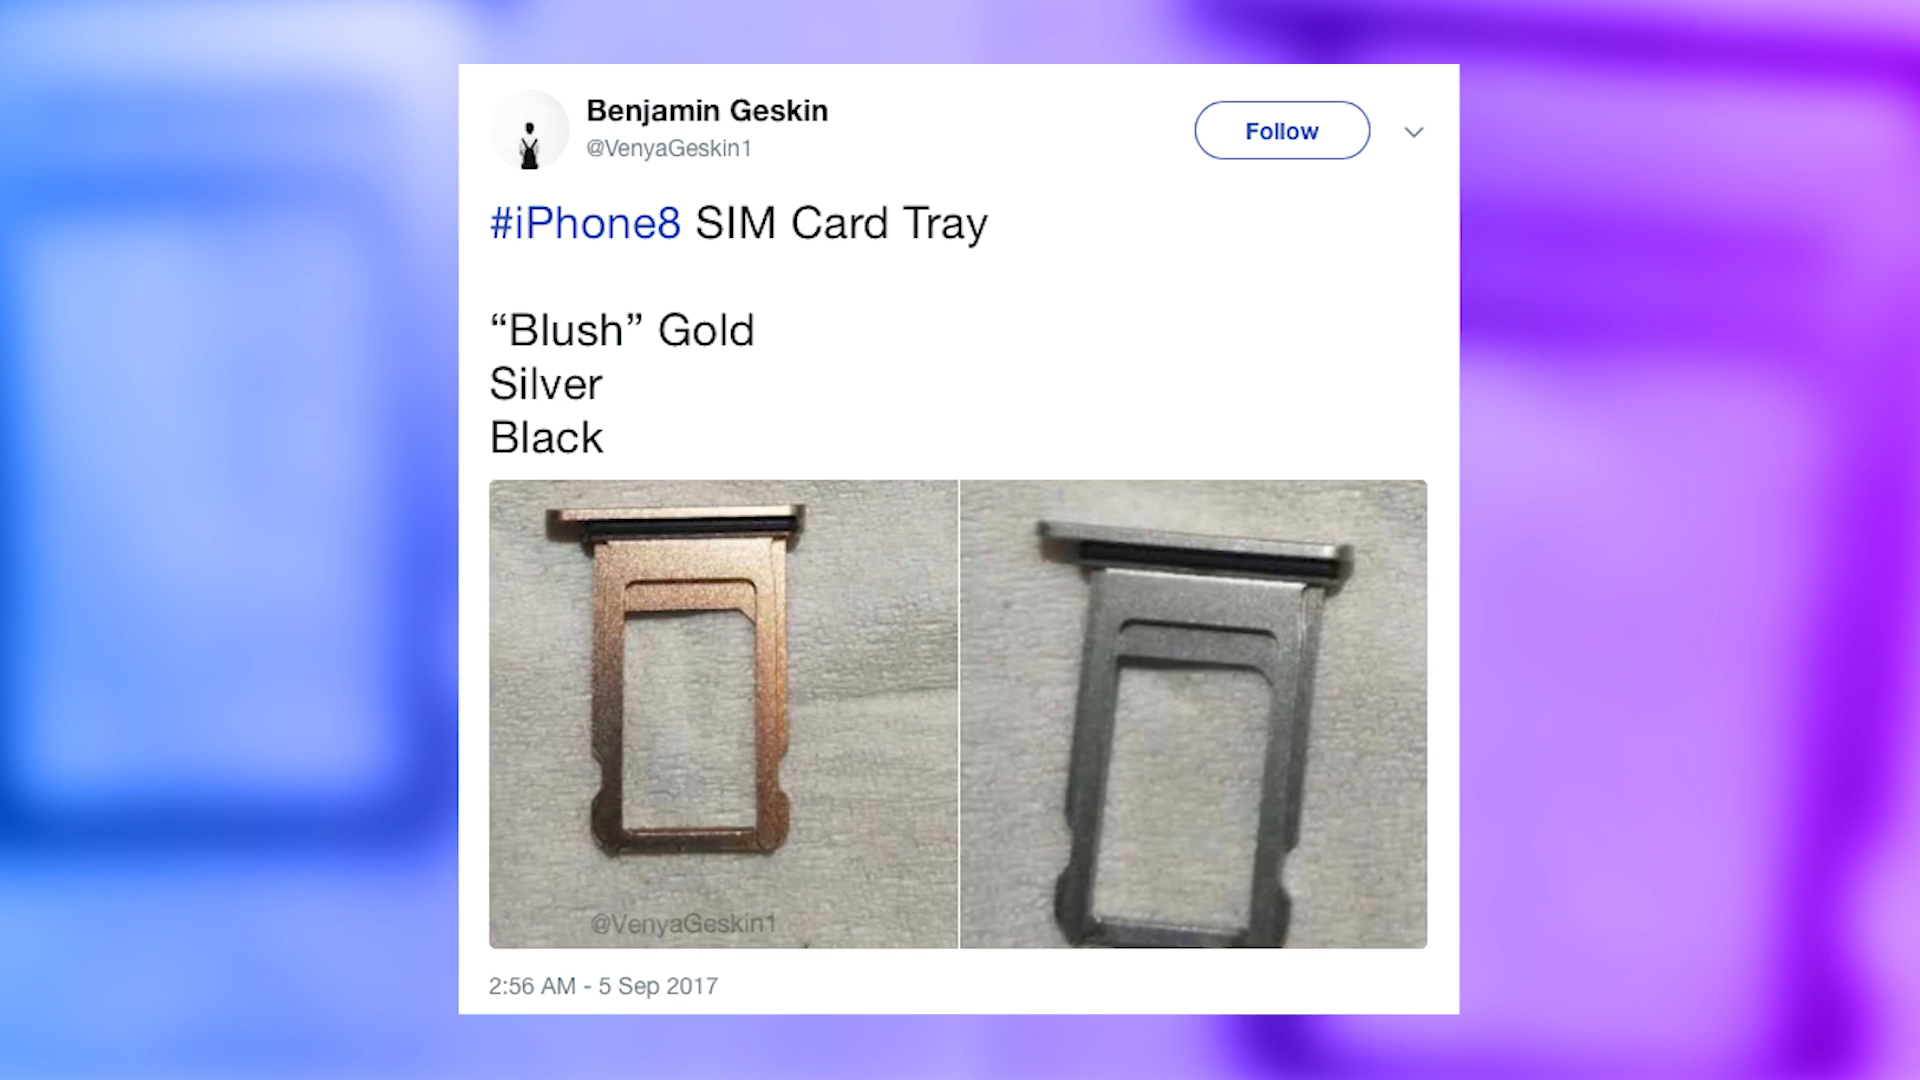 Benjamin Geskin
@VenyaGeskin1
Follow
#iPhone8 SIM Card Tray
“Blush” Gold
Silver
Black
@VenyaGeskin1
2:56 AM - 5 Sep 2017